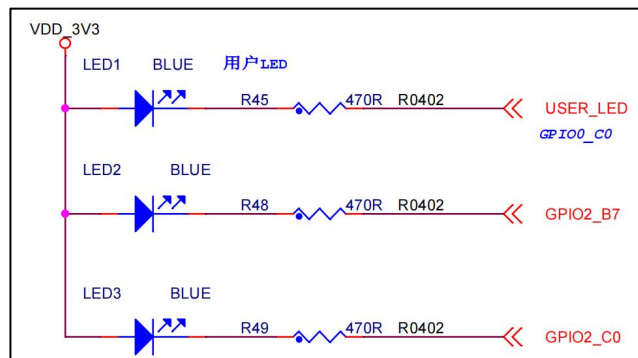 VDD_3V3
LED1 BLUE 用户LED
R45 470R R0402 USER_LED
GPIO0_C0
LED2 BLUE
R48 470R R0402 GPIO2_B7
LED3 BLUE
R49 470R R0402 GPIO2_C0